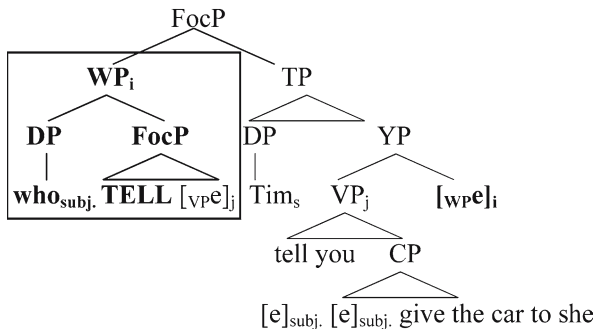 FocP
WPi TP
DP FocP DP YP
whosubj. TELL [VPe]j Tims VPj [WPe]i
tell you CP
[e]subj. [e]subj. give the car to she